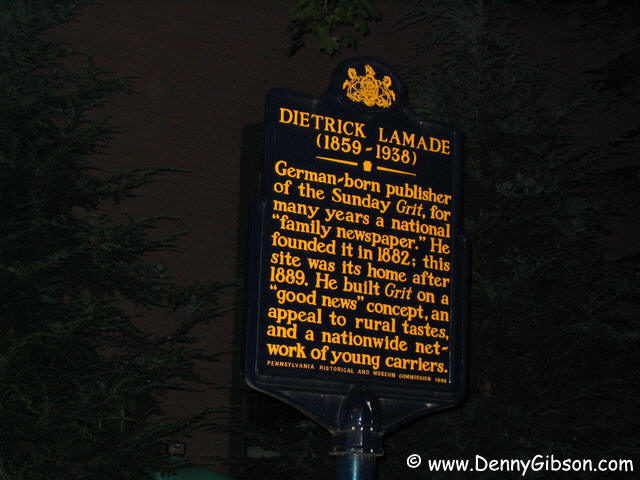 DIETRICK LAMADE
(1859-1938)
German-born publisher
of the Sunday Grit, for
many years a national
"family newspaper." He
founded it in 1882; this
site was its home after
1889. He built Grit on a
"good news" concept, an
appeal to rural tastes,
and a nationwide net-
work of young carriers.
PENNSYLVANIA HISTORICAL AND MUSEUM COMMISSION 1996
© www.DennyGibson.com